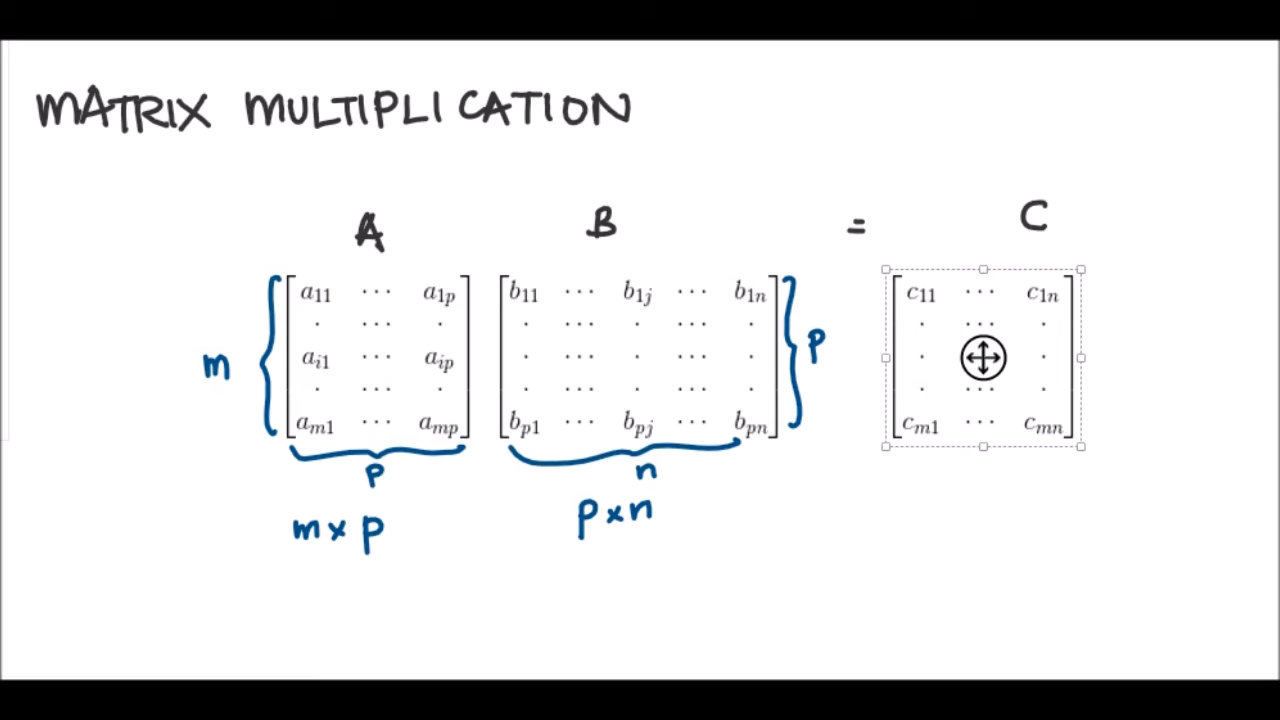 MATRIX MULTIPLICATION
A B = C
a11 ··· a1p b11 ··· b1j ··· b1n c11 ··· c1n
· ··· · · ··· · ··· · · ··· ·
m ai1 ··· aip · ··· · ··· · p · ·
· ··· · · ··· · ··· · · ··· ·
am1 ··· amp bp1 ··· bpj ··· bpn cm1 ··· cmn
p n
m x p p x n